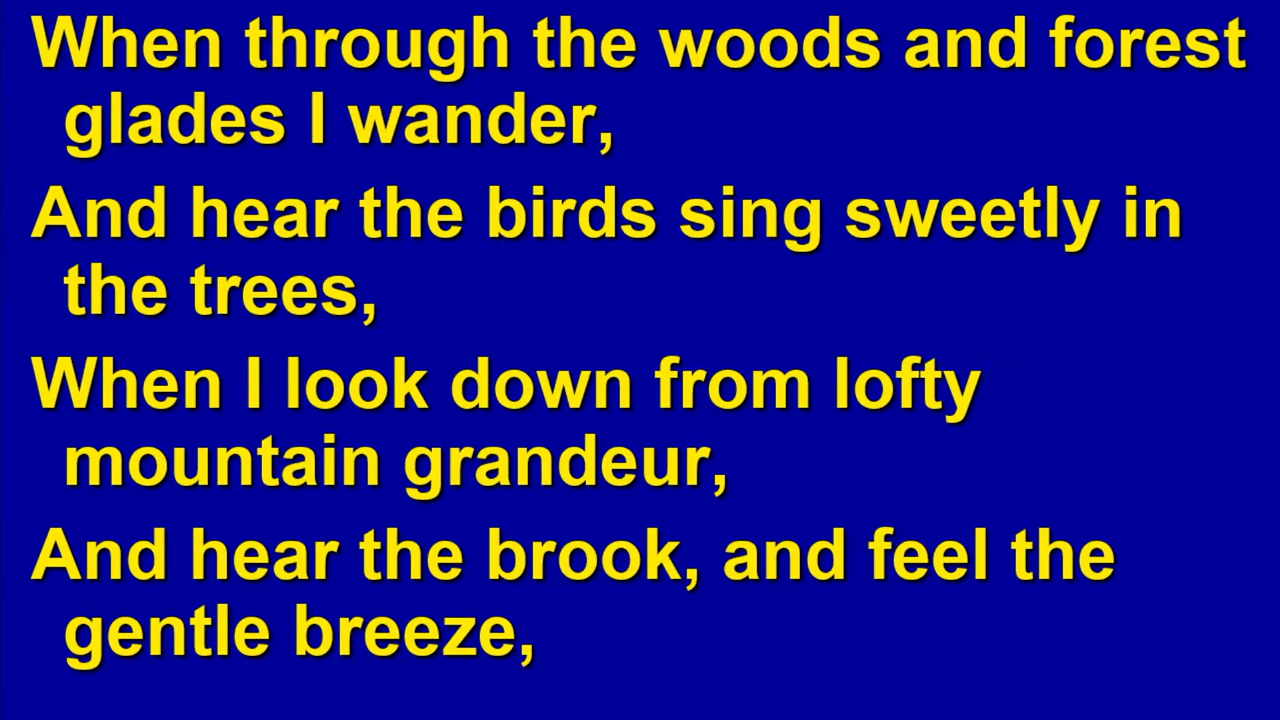 When through the woods and forest
glades I wander,
And hear the birds sing sweetly in
the trees,
When I look down from lofty
mountain grandeur,
And hear the brook, and feel the
gentle breeze,